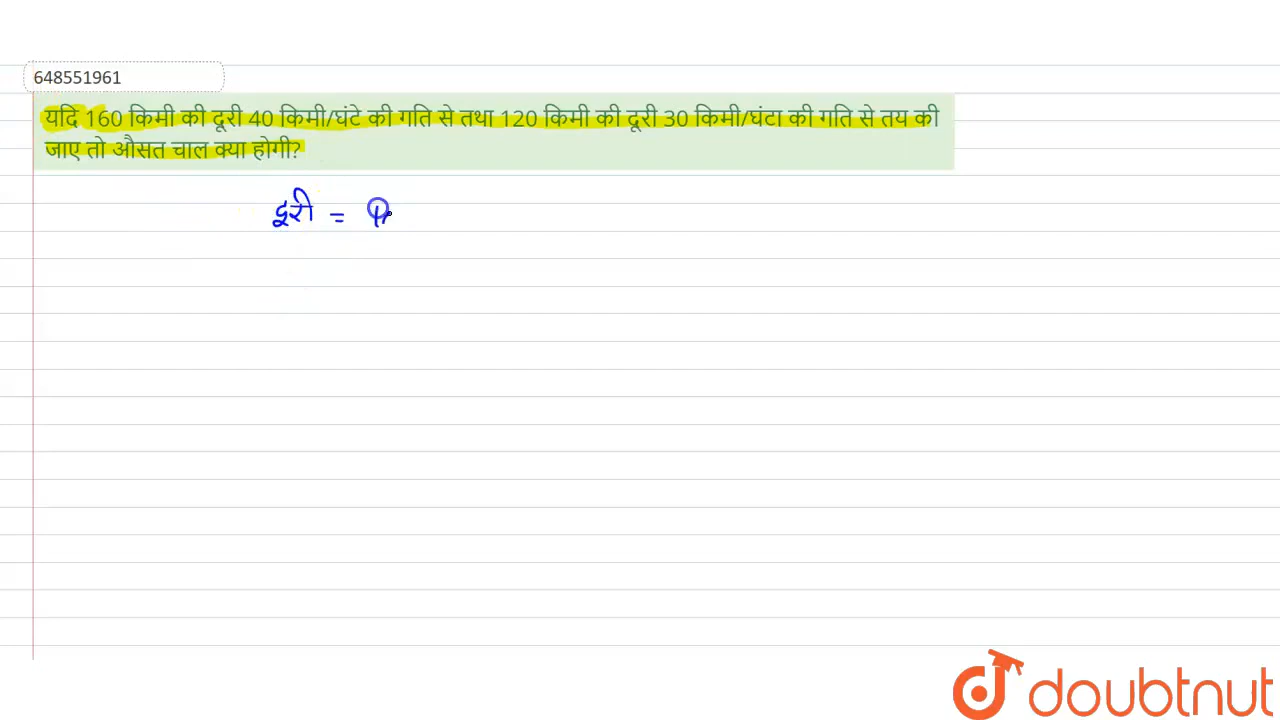 648551961
यदि 160 किमी की दूरी 40 किमी/घंटे की गति से तथा 120 किमी की दूरी 30 किमी/घंटा की गति से तय की
जाए तो औसत चाल क्या होगी?
दूरी =
doubtnut